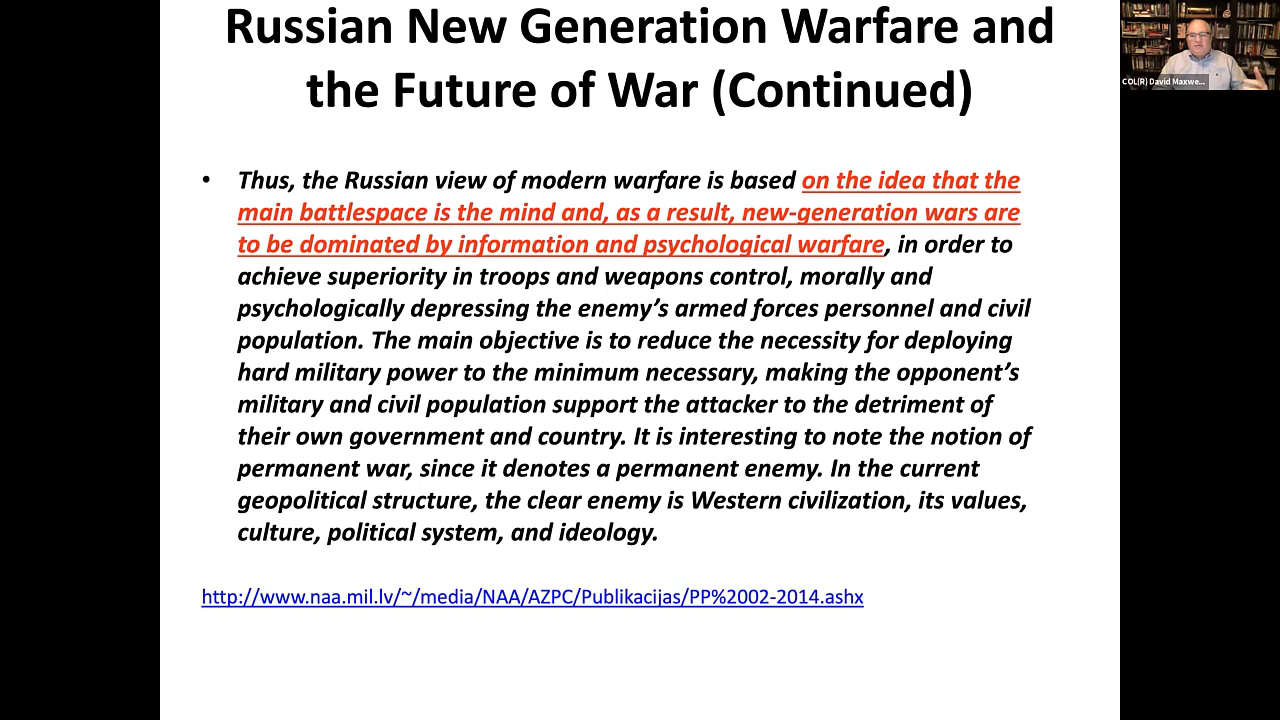 Russian New Generation Warfare and
the Future of War (Continued)
COL(R) David Maxwe...
• Thus, the Russian view of modern warfare is based on the idea that the
main battlespace is the mind and, as a result, new-generation wars are
to be dominated by information and psychological warfare, in order to
achieve superiority in troops and weapons control, morally and
psychologically depressing the enemy’s armed forces personnel and civil
population. The main objective is to reduce the necessity for deploying
hard military power to the minimum necessary, making the opponent’s
military and civil population support the attacker to the detriment of
their own government and country. It is interesting to note the notion of
permanent war, since it denotes a permanent enemy. In the current
geopolitical structure, the clear enemy is Western civilization, its values,
culture, political system, and ideology.
http://www.naa.mil.lv/~/media/NAA/AZPC/Publikacijas/PP%2002-2014.ashx